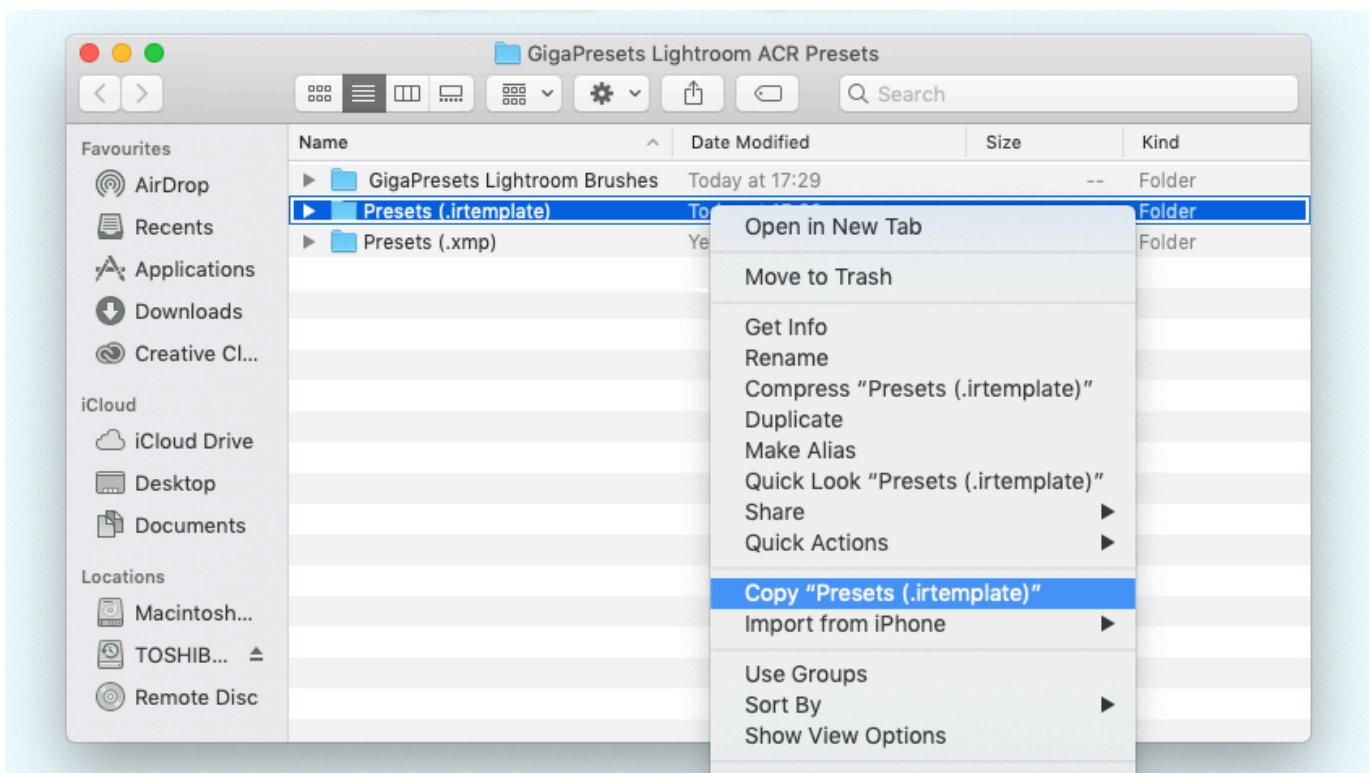 GigaPresets Lightroom ACR Presets
Search
Favourites
AirDrop
Recents
Applications
Downloads
Creative Cl...
iCloud
iCloud Drive
Desktop
Documents
Locations
Macintosh...
TOSHIB...
Remote Disc
Name Date Modified Size Kind
GigaPresets Lightroom Brushes Today at 17:29 -- Folder
Presets (.irtemplate) Folder
Presets (.xmp) Folder
Open in New Tab
Move to Trash
Get Info
Rename
Compress “Presets (.irtemplate)”
Duplicate
Make Alias
Quick Look “Presets (.irtemplate)”
Share
Quick Actions
Copy “Presets (.irtemplate)”
Import from iPhone
Use Groups
Sort By
Show View Options